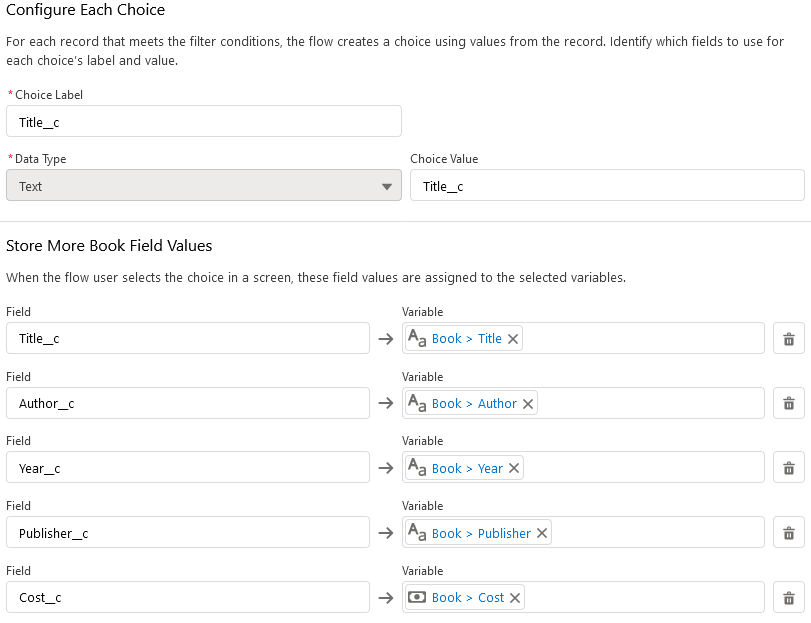 Configure Each Choice
For each record that meets the filter conditions, the flow creates a choice using values from the record. Identify which fields to use for
each choice's label and value.
* Choice Label
Title__c
* Data Type
Choice Value
Text
Title__c
Store More Book Field Values
When the flow user selects the choice in a screen, these field values are assigned to the selected variables.
Field
Variable
Title__c
Aa Book > Title
Field
Variable
Author__c
Aa Book > Author
Field
Variable
Year__c
Aa Book > Year
Field
Variable
Publisher__c
Aa Book > Publisher
Field
Variable
Cost__c
Book > Cost